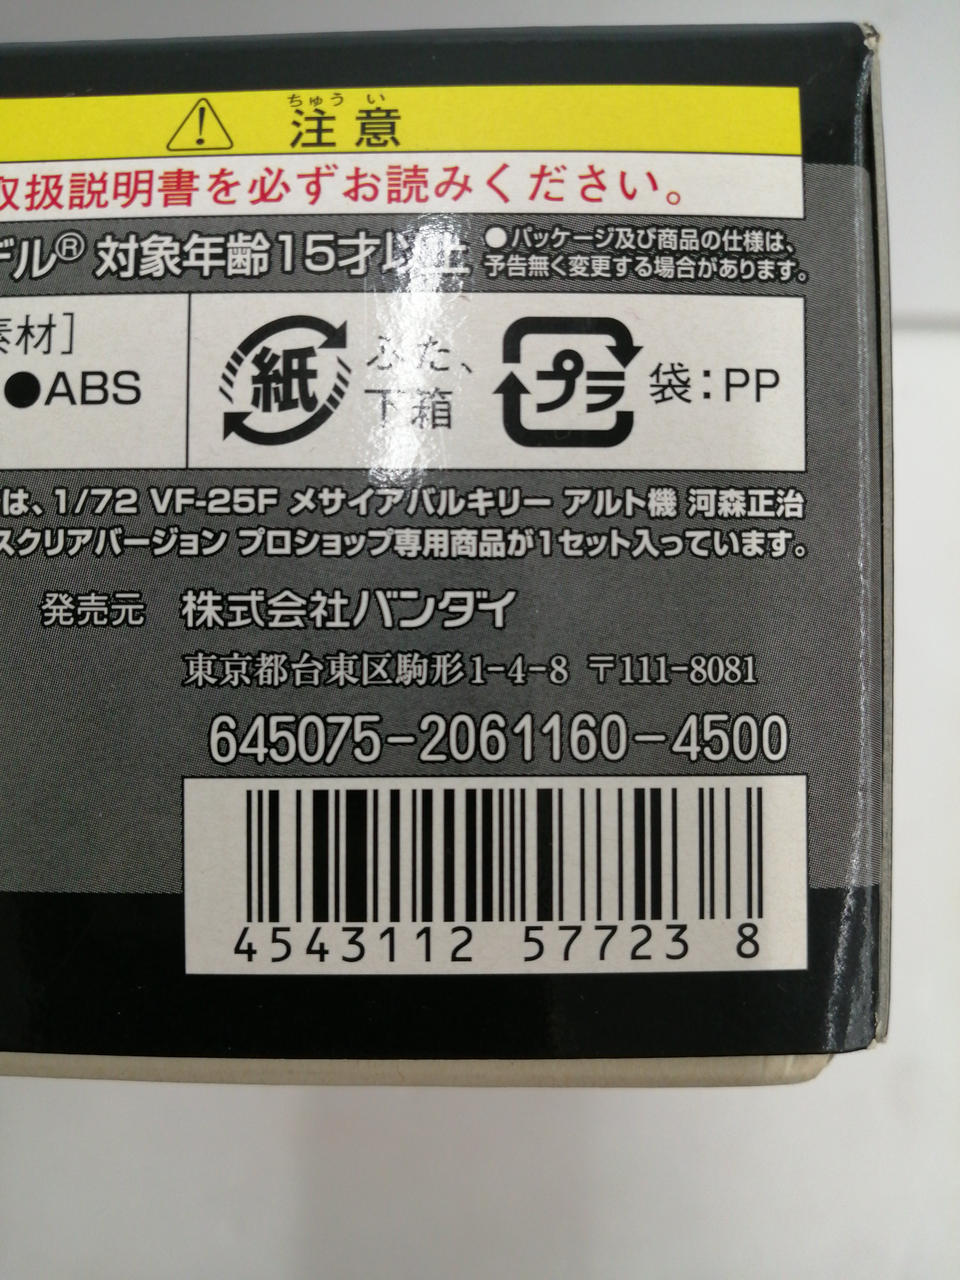 ちゅう い
注意
取扱説明書を必ずお読みください。
デル® 対象年齢15才以上
●パッケージ及び商品の仕様は、
予告無く変更する場合があります。
素材]
●ABS
紙
ふた、
下箱
プラ
袋:PP
は、1/72 VF-25F メサイアバルキリー アルト機 河森正治
スクリアバージョン プロショップ専用商品が1セット入っています。
発売元 株式会社バンダイ
東京都台東区駒形1-4-8 〒111-8081
645075-2061160-4500
4543112 57723 8